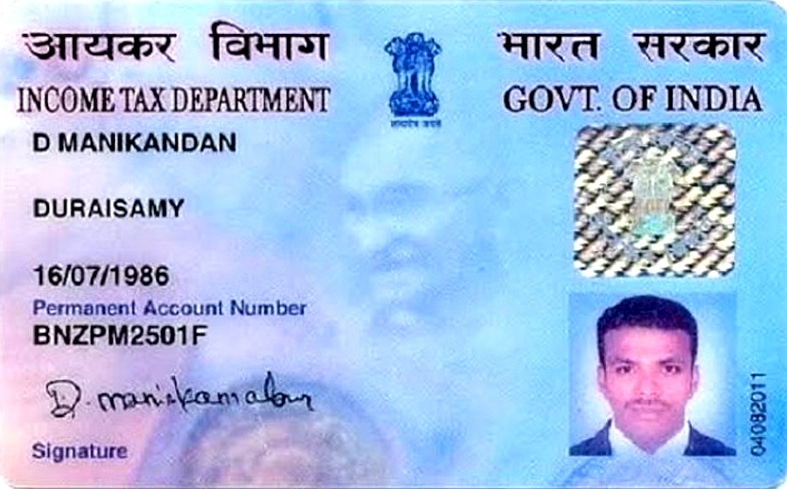 आयकर विभाग
INCOME TAX DEPARTMENT
भारत सरकार
GOVT. OF INDIA
सत्यमेव जयते
D MANIKANDAN
DURAISAMY
16/07/1986
Permanent Account Number
BNZPM2501F
D. manikandan
Signature
04082011